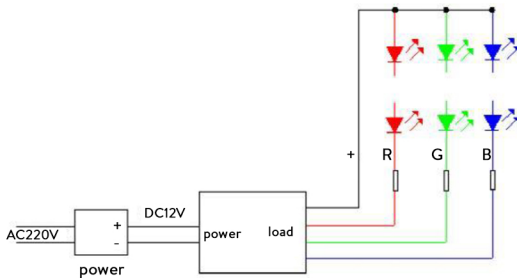 + R G B
DC12V
AC220V
+
-
power load
power